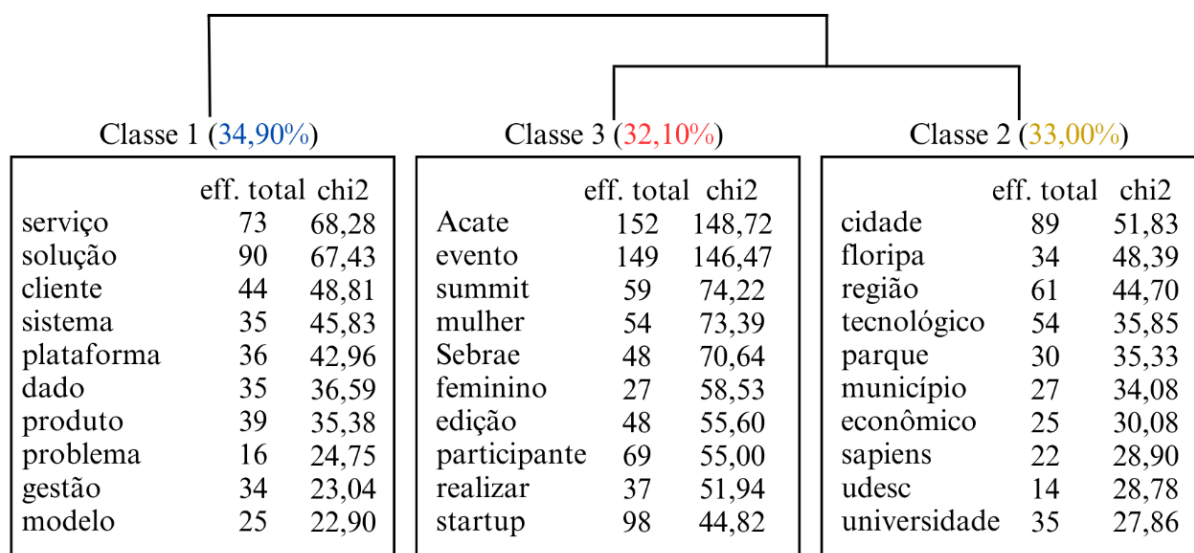 Classe 1 (34,90%)
eff. total chi2
serviço 73 68,28
solução 90 67,43
cliente 44 48,81
sistema 35 45,83
plataforma 36 42,96
dado 35 36,59
produto 39 35,38
problema 16 24,75
gestão 34 23,04
modelo 25 22,90
Classe 3 (32,10%)
eff. total chi2
Acate 152 148,72
evento 149 146,47
summit 59 74,22
mulher 54 73,39
Sebrae 48 70,64
feminino 27 58,53
edição 48 55,60
participante 69 55,00
realizar 37 51,94
startup 98 44,82
Classe 2 (33,00%)
eff. total chi2
cidade 89 51,83
floripa 34 48,39
região 61 44,70
tecnológico 54 35,85
parque 30 35,33
município 27 34,08
econômico 25 30,08
sapiens 22 28,90
udesc 14 28,78
universidade 35 27,86